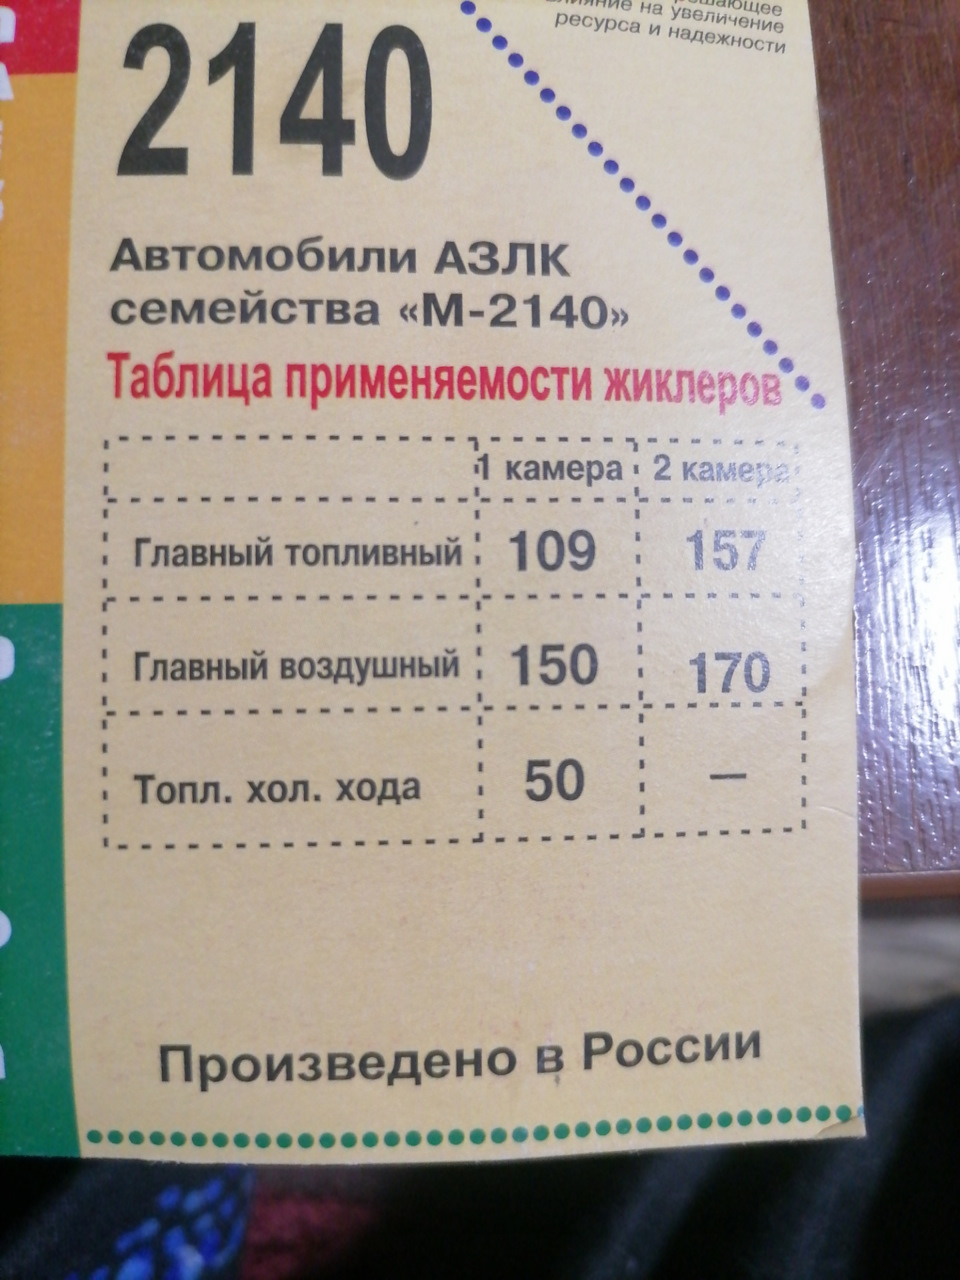 на увеличение
ресурса и надежности
2140
Автомобили АЗЛК
семейства «М-2140»
Таблица применяемости жиклеров
1 камера 2 камера
Главный топливный 109 157
Главный воздушный 150 170
Топл. хол. хода 50 –
Произведено в России